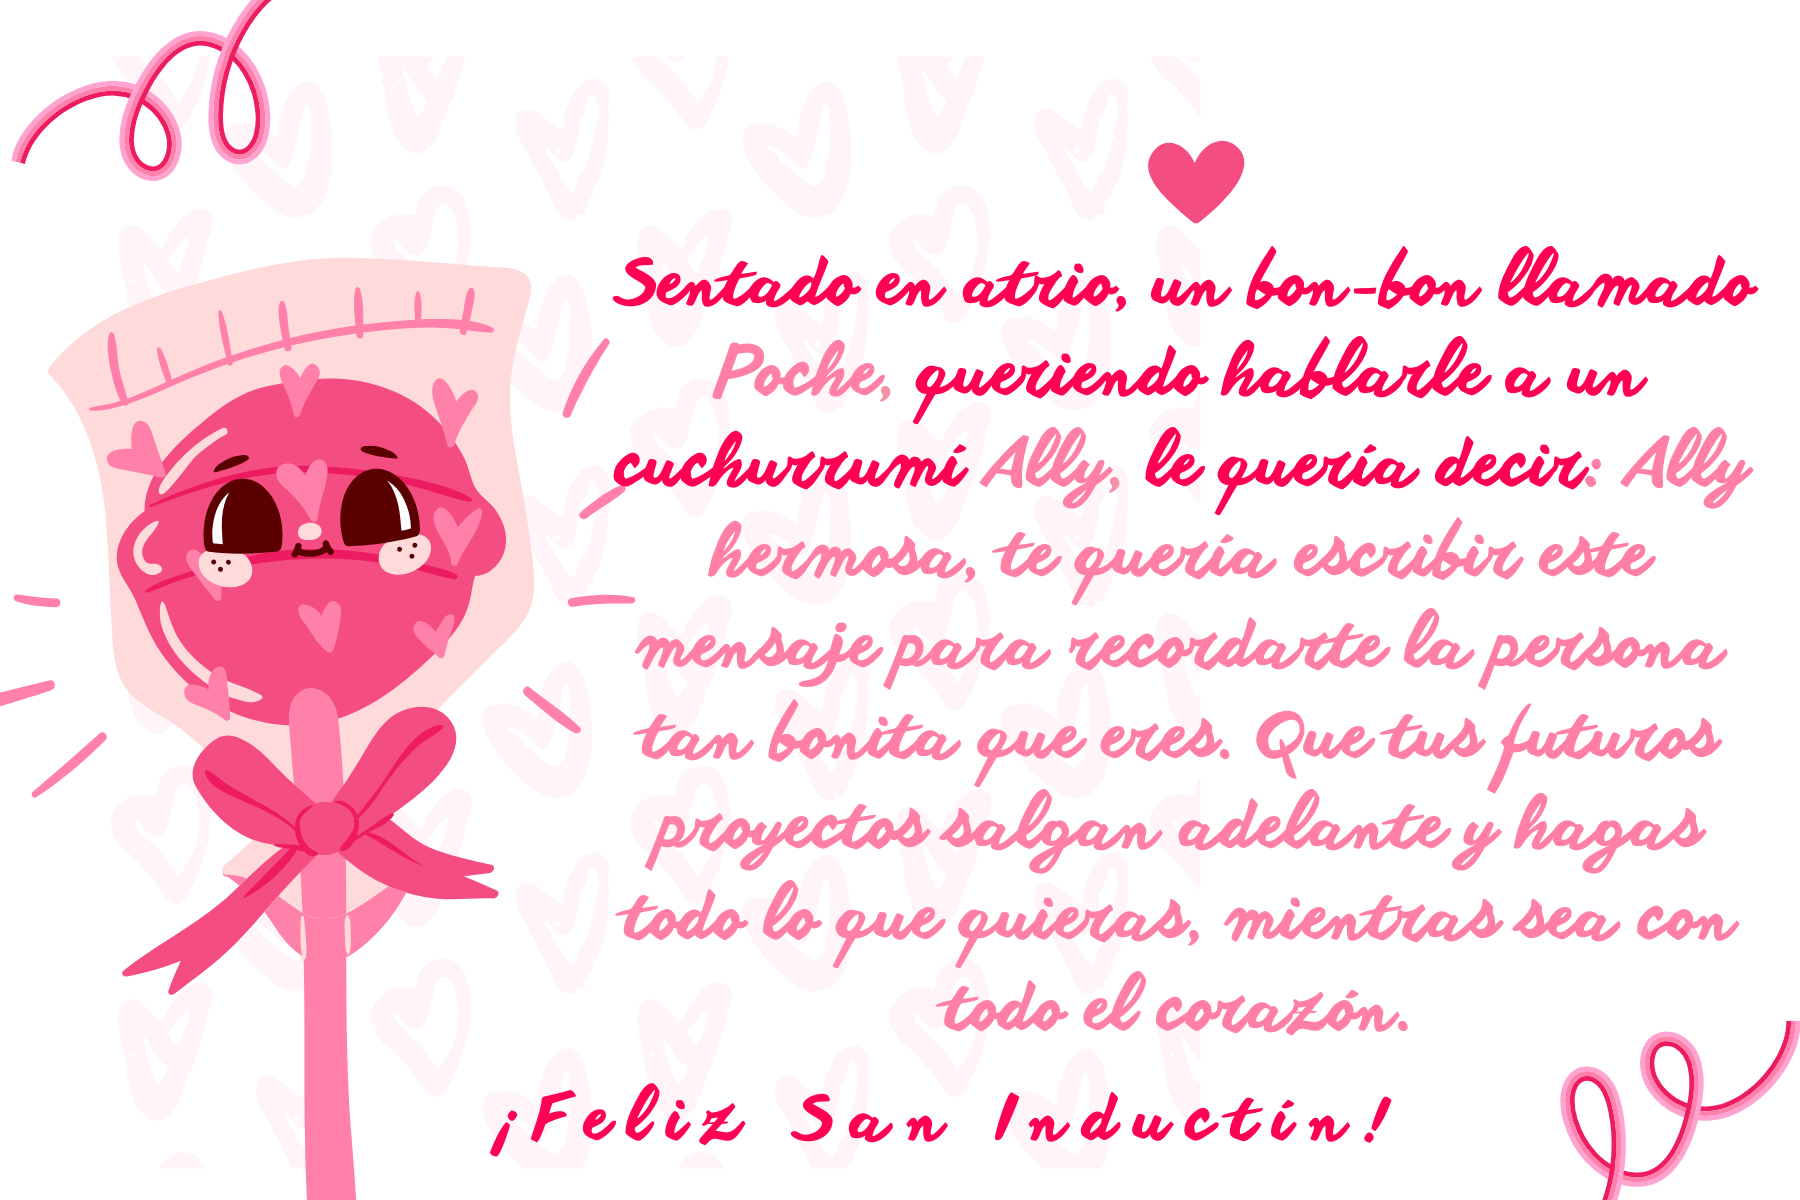 Sentado en atrio, un bon-bon llamado
Poche, queriendo hablarle a un
cuchurrumí Ally, le quería decir: Ally
hermosa, te quería escribir este
mensaje para recordarte la persona
tan bonita que eres. Que tus futuros
proyectos salgan adelante y hagas
todo lo que quieras, mientras sea con
todo el corazón.
¡Feliz San Inductín!